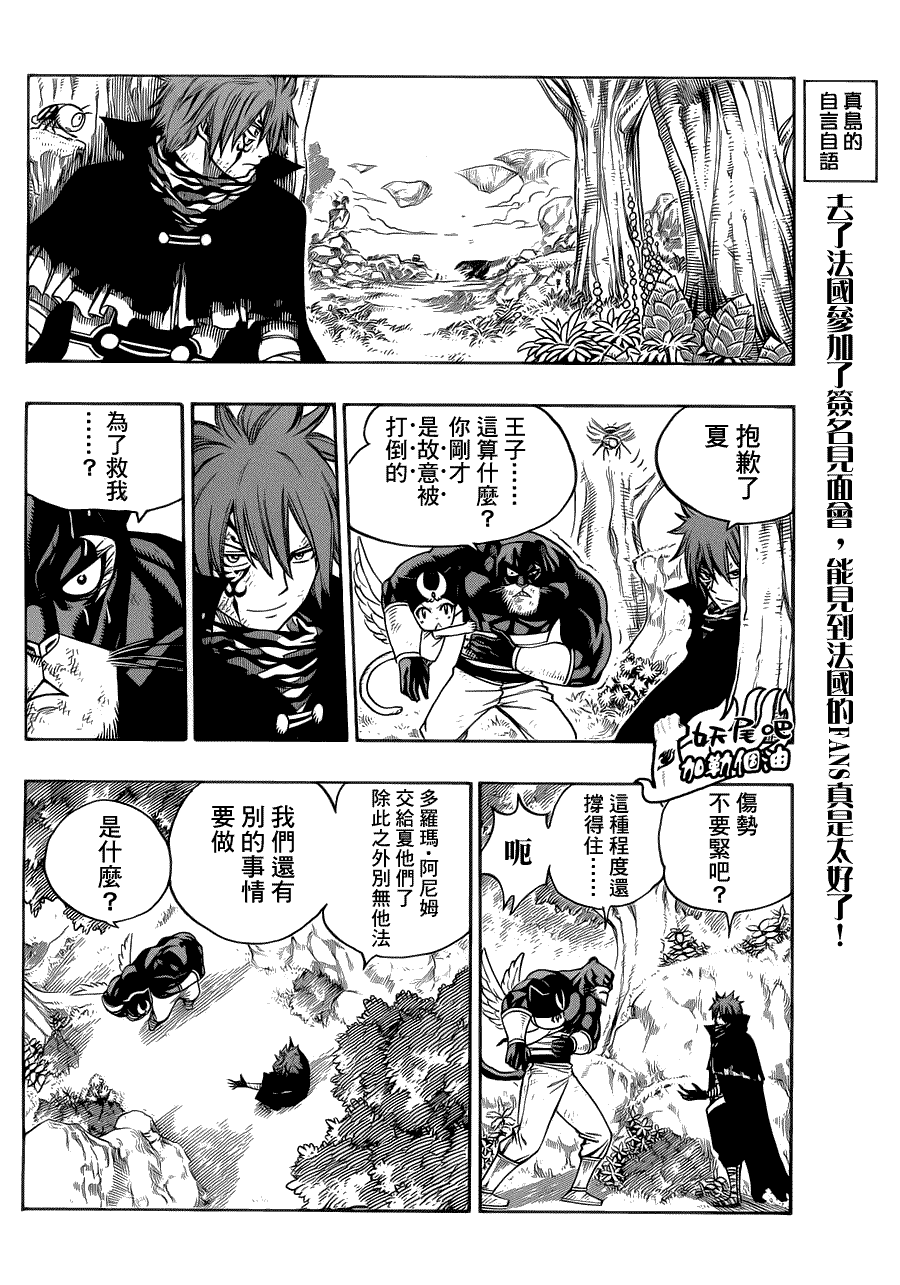 真島的
自言自語
去了法國參加了簽名見面會，能見到法國的FANS真是太好了！
抱歉了
夏
王子……
這算什麼？
你剛才
是故意被
打倒的
為了救我
……？
妖尾吧
加勒個油
傷勢
不要緊吧？
這種程度還
撐得住…
呃
多羅瑪·阿尼姆
交給夏他們了
除此之外別無他法
我們還有
別的事情
要做
是什麼？